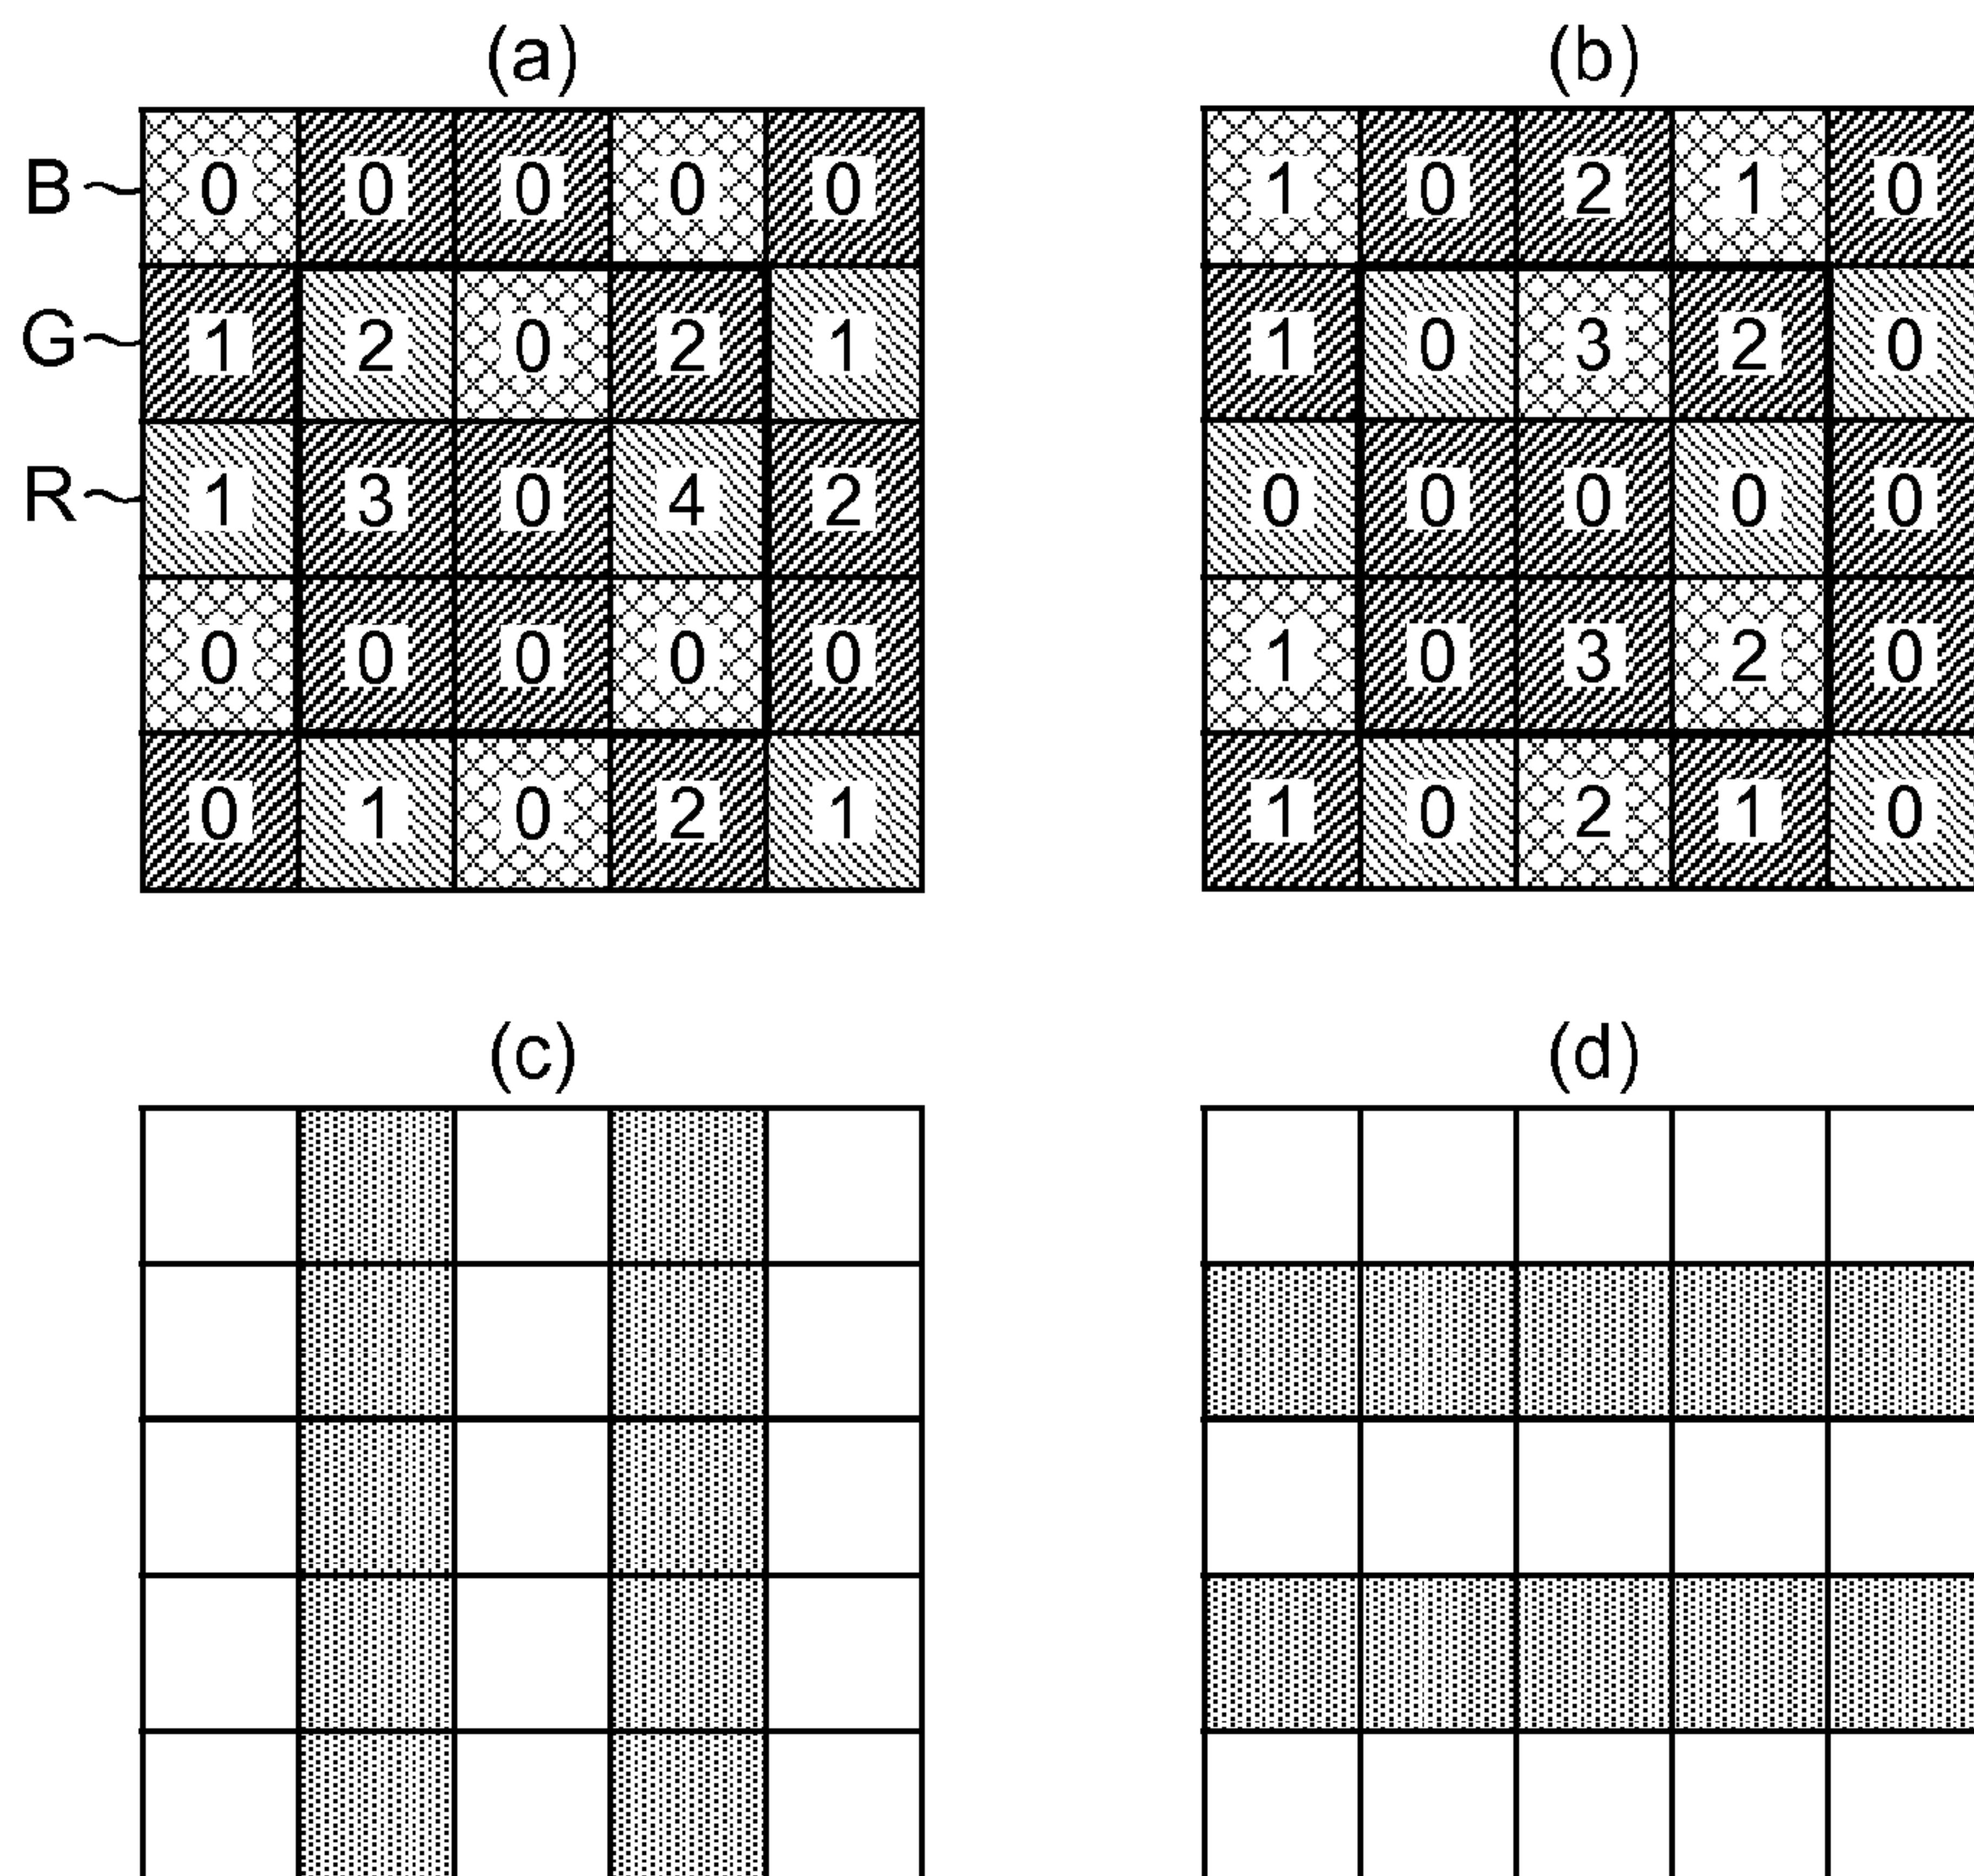 (a) (b)
B 0 0 0 0 0 1 0 2 1 0
G 1 2 0 2 1 1 0 3 2 0
R 1 3 0 4 2 0 0 0 0 0
0 0 0 0 0 1 0 3 2 0
0 1 0 2 1 1 0 2 1 0
(c) (d)